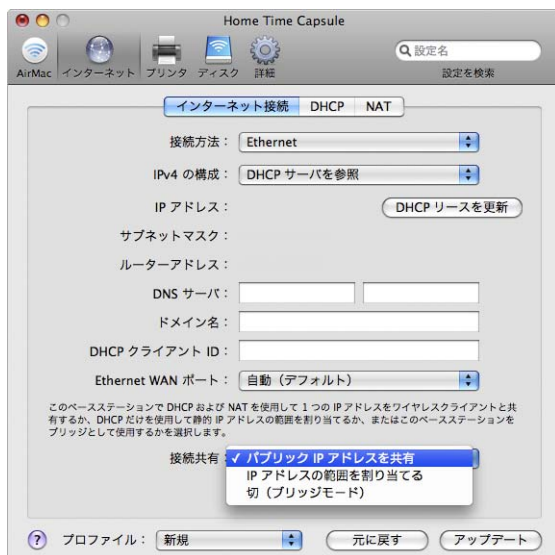 Home Time Capsule
設定名
AirMac インターネット プリンタ ディスク 詳細 設定を検索
インターネット接続 DHCP NAT
接続方法： Ethernet
IPv4 の構成： DHCP サーバを参照
IP アドレス： DHCP リースを更新
サブネットマスク：
ルーターアドレス：
DNS サーバ：
ドメイン名：
DHCP クライアント ID：
Ethernet WAN ポート： 自動（デフォルト）
このベースステーションで DHCP および NAT を使用して 1 つの IP アドレスをワイヤレスクライアントと共
有するか、DHCP だけを使用して静的 IP アドレスの範囲を割り当てるか、またはこのベースステーションを
ブリッジとして使用するかを選択します。
接続共有： ✓ パブリック IP アドレスを共有
IP アドレスの範囲を割り当てる
切（ブリッジモード）
? プロファイル： 新規 元に戻す アップデート